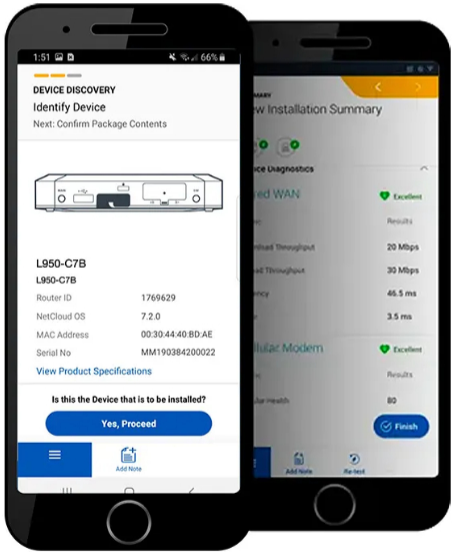 1:51
66%
DEVICE DISCOVERY
Identify Device
Next: Confirm Package Contents
L950-C7B
L950-C7B
Router ID 1769629
NetCloud OS 7.2.0
MAC Address 00:30:44:40:BD:AE
Serial No MM190384200022
View Product Specifications
Is this the Device that is to be installed?
Yes, Proceed
Add Note
Installation Summary
Diagnostics
WAN
Excellent
Results
Throughput 20 Mbps
Throughput 30 Mbps
46.5 ms
3.5 ms
Modem
Excellent
Results
Health 80
Finish
Add Note
Re-test